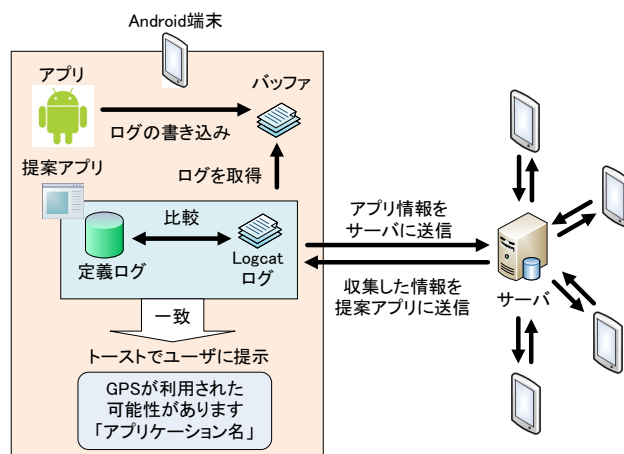 Android端末
アプリ
バッファ
ログの書き込み
提案アプリ
ログを取得
比較
定義ログ
Logcat
ログ
アプリ情報を
サーバに送信
収集した情報を
提案アプリに送信
サーバ
一致
トーストでユーザに提示
GPSが利用された
可能性があります
「アプリケーション名」